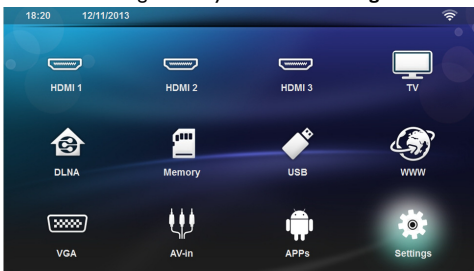 18:20 12/11/2013
HDMI 1 HDMI 2 HDMI 3 TV
DLNA Memory USB WWW
VGA AV-in APPs Settings